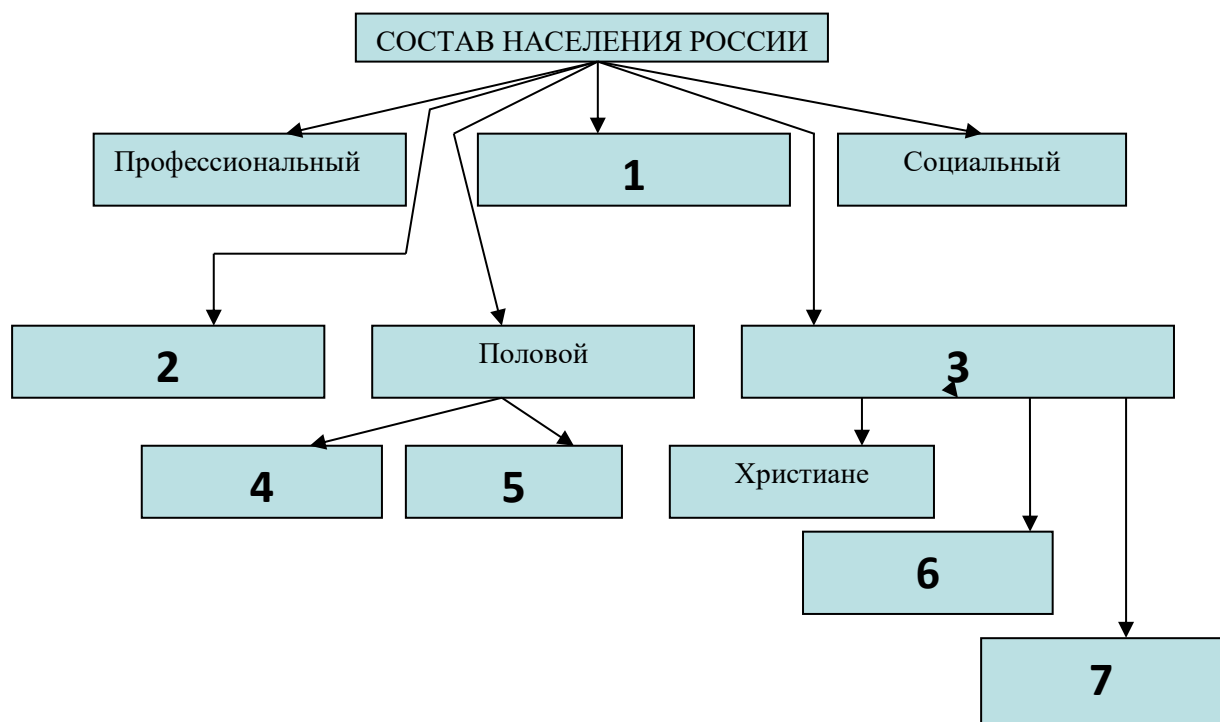 СОСТАВ НАСЕЛЕНИЯ РОССИИ
Профессиональный
1
Социальный
2
Половой
3
4
5
Христиане
6
7